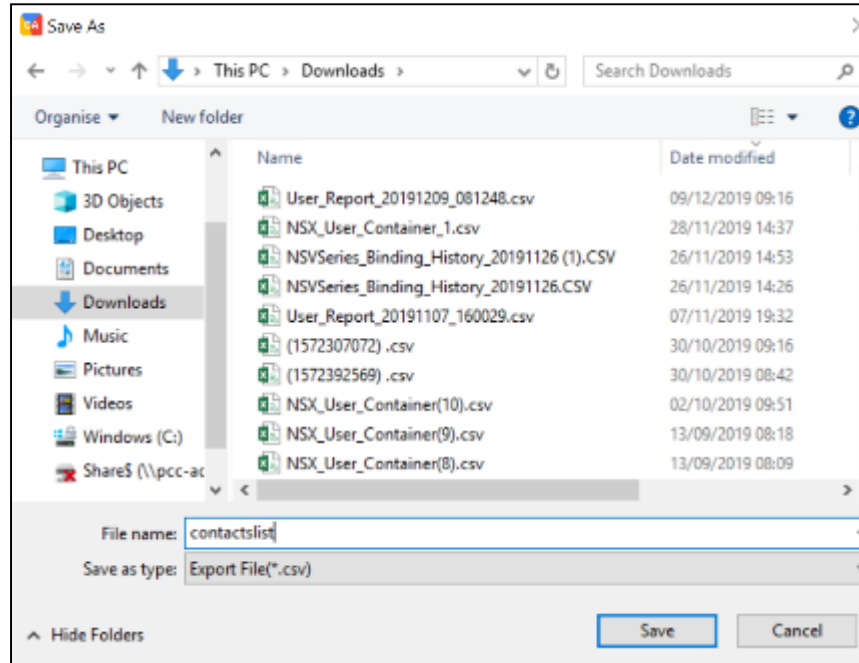 Save As
This PC > Downloads >
Search Downloads
Organise
New folder
This PC
3D Objects
Desktop
Documents
Downloads
Music
Pictures
Videos
Windows (C:)
Share$ (\\pcc-ac
Name Date modified
User_Report_20191209_081248.csv 09/12/2019 09:16
NSX_User_Container_1.csv 28/11/2019 14:37
NSVSeries_Binding_History_20191126 (1).CSV 26/11/2019 14:53
NSVSeries_Binding_History_20191126.CSV 26/11/2019 14:26
User_Report_20191107_160029.csv 07/11/2019 19:32
(1572307072) .csv 30/10/2019 09:16
(1572392569) .csv 30/10/2019 08:42
NSX_User_Container(10).csv 02/10/2019 09:51
NSX_User_Container(9).csv 13/09/2019 08:18
NSX_User_Container(8).csv 13/09/2019 08:09
File name: contactslist
Save as type: Export File(*.csv)
Hide Folders
Save
Cancel